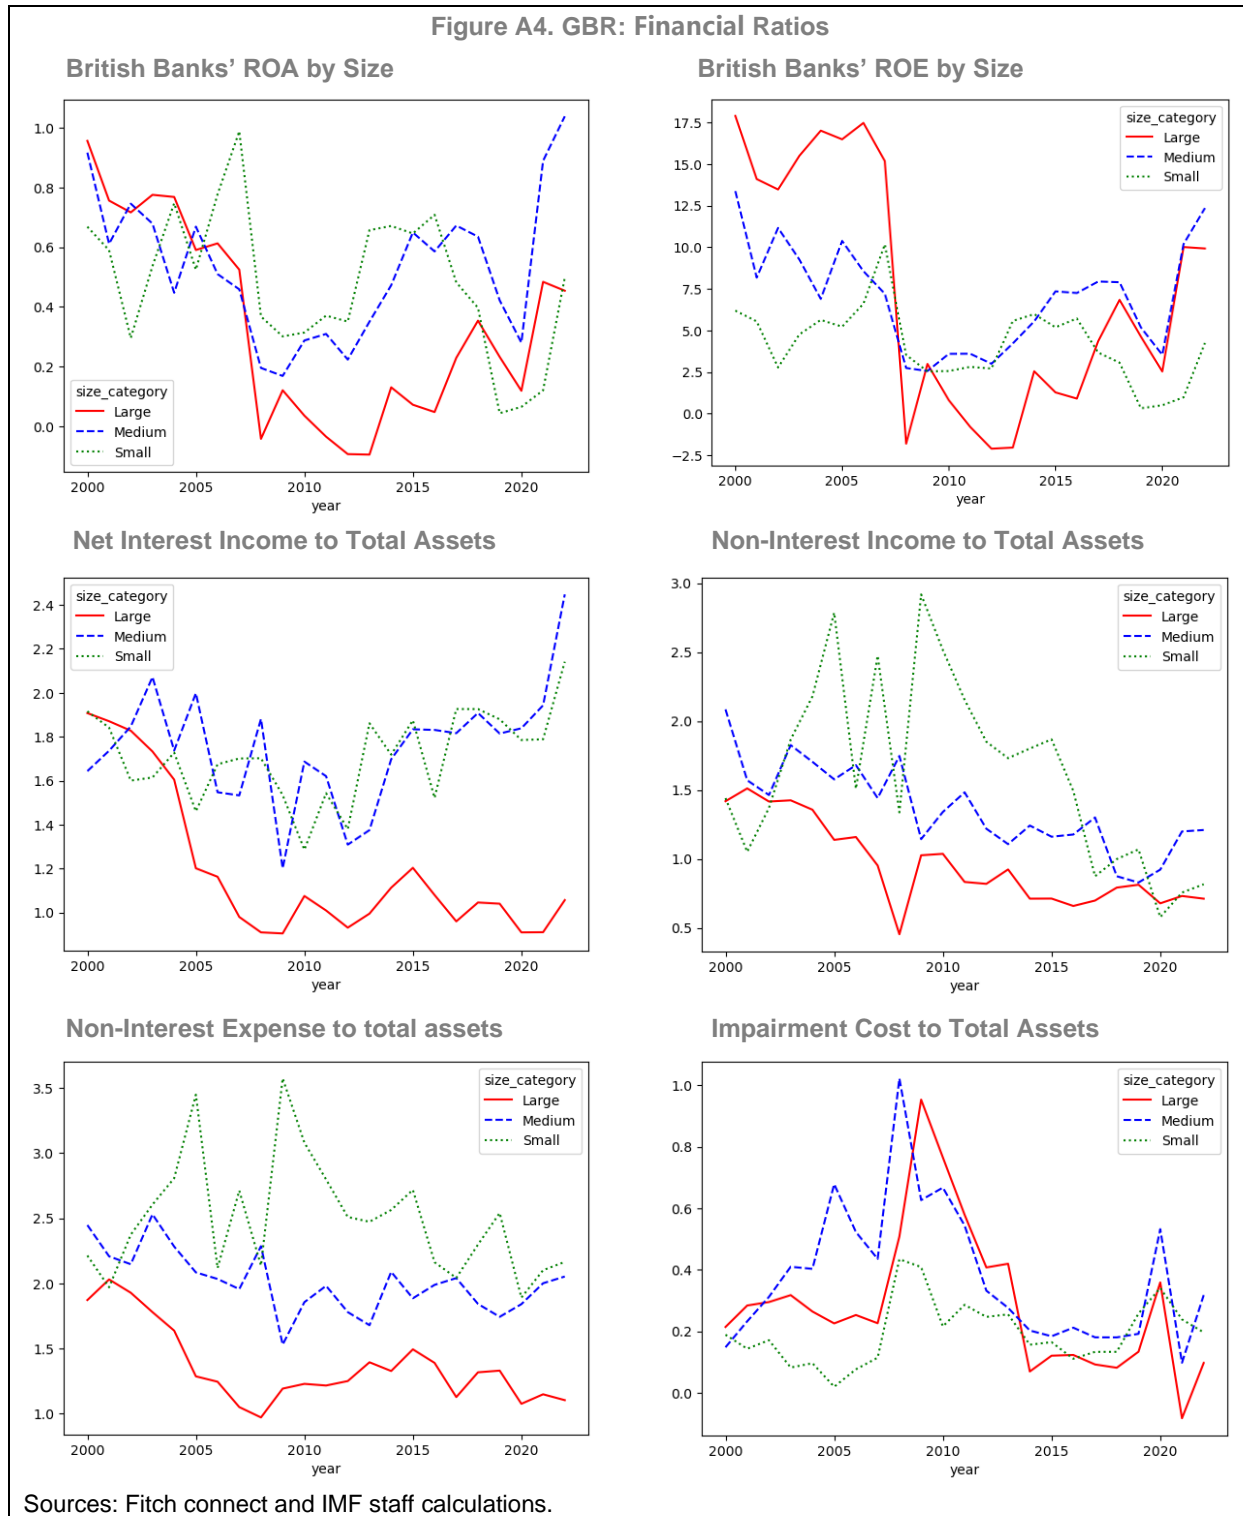 Figure A4. GBR: Financial Ratios
British Banks’ ROA by Size
1.0
0.8
0.6
0.4
0.2
0.0
size_category
Large
Medium
Small
2000 2005 2010 2015 2020
year
British Banks’ ROE by Size
17.5
15.0
12.5
10.0
7.5
5.0
2.5
0.0
−2.5
size_category
Large
Medium
Small
2000 2005 2010 2015 2020
year
Net Interest Income to Total Assets
2.4
2.2
2.0
1.8
1.6
1.4
1.2
1.0
size_category
Large
Medium
Small
2000 2005 2010 2015 2020
year
Non-Interest Income to Total Assets
3.0
2.5
2.0
1.5
1.0
0.5
size_category
Large
Medium
Small
2000 2005 2010 2015 2020
year
Non-Interest Expense to total assets
3.5
3.0
2.5
2.0
1.5
1.0
size_category
Large
Medium
Small
2000 2005 2010 2015 2020
year
Impairment Cost to Total Assets
1.0
0.8
0.6
0.4
0.2
0.0
size_category
Large
Medium
Small
2000 2005 2010 2015 2020
year
Sources: Fitch connect and IMF staff calculations.